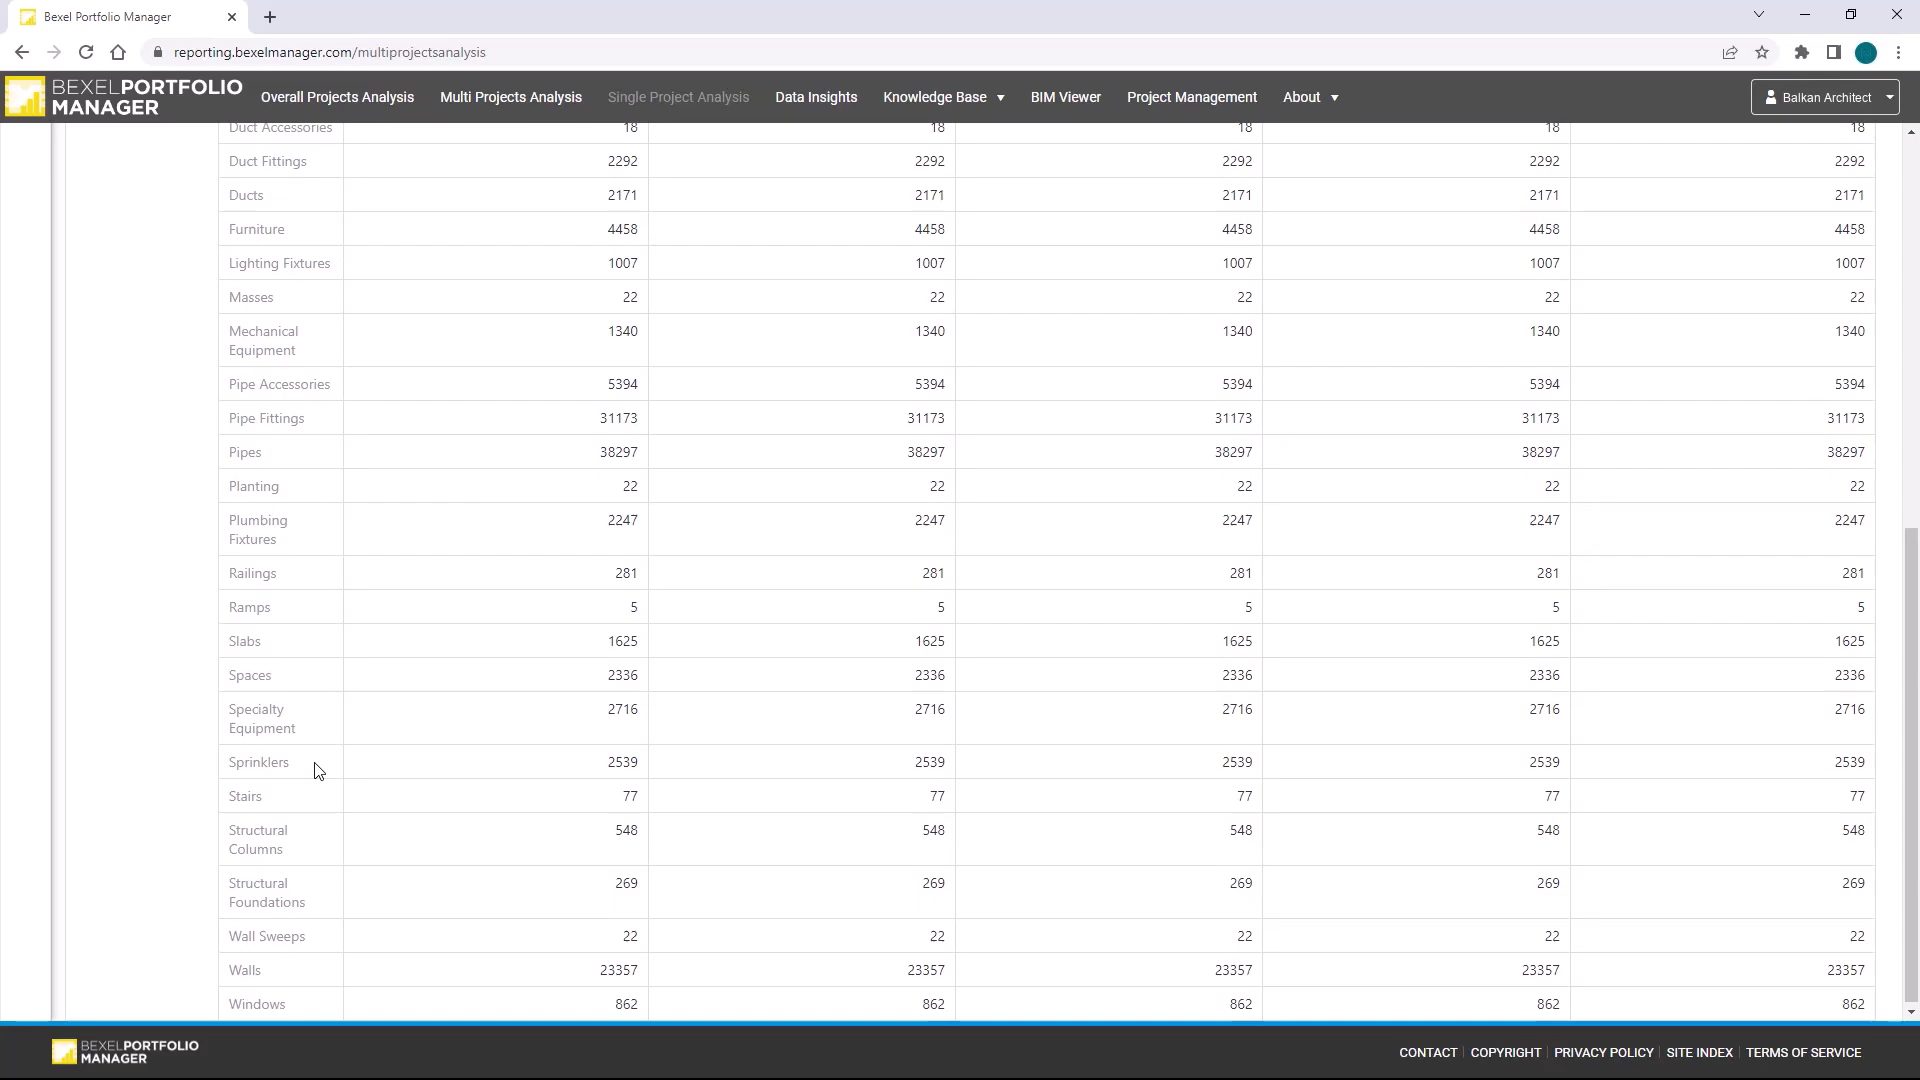 Bexel Portfolio Manager
reporting.bexelmanager.com/multiprojectsanalysis
BEXELPORTFOLIO MANAGER
Overall Projects Analysis Multi Projects Analysis Single Project Analysis Data Insights Knowledge Base BIM Viewer Project Management About Balkan Architect
Duct Accessories 18 18 18 18 18
Duct Fittings 2292 2292 2292 2292 2292
Ducts 2171 2171 2171 2171 2171
Furniture 4458 4458 4458 4458 4458
Lighting Fixtures 1007 1007 1007 1007 1007
Masses 22 22 22 22 22
Mechanical Equipment 1340 1340 1340 1340 1340
Pipe Accessories 5394 5394 5394 5394 5394
Pipe Fittings 31173 31173 31173 31173 31173
Pipes 38297 38297 38297 38297 38297
Planting 22 22 22 22 22
Plumbing Fixtures 2247 2247 2247 2247 2247
Railings 281 281 281 281 281
Ramps 5 5 5 5 5
Slabs 1625 1625 1625 1625 1625
Spaces 2336 2336 2336 2336 2336
Specialty Equipment 2716 2716 2716 2716 2716
Sprinklers 2539 2539 2539 2539 2539
Stairs 77 77 77 77 77
Structural Columns 548 548 548 548 548
Structural Foundations 269 269 269 269 269
Wall Sweeps 22 22 22 22 22
Walls 23357 23357 23357 23357 23357
Windows 862 862 862 862 862
BEXELPORTFOLIO MANAGER
CONTACT COPYRIGHT PRIVACY POLICY SITE INDEX TERMS OF SERVICE